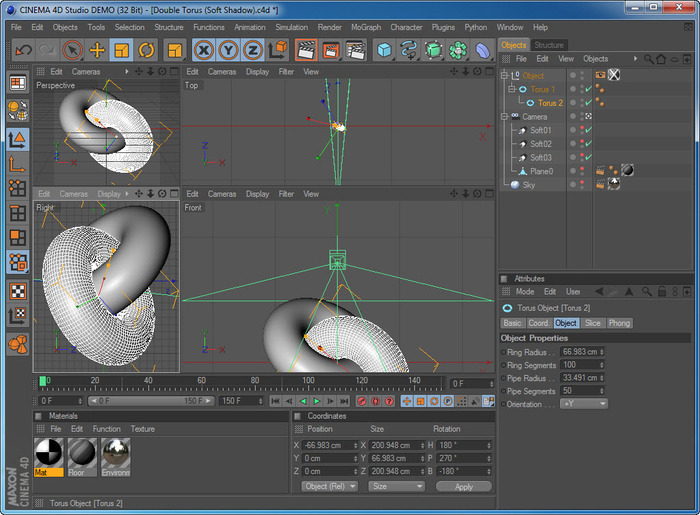 CINEMA 4D Studio DEMO (32 Bit) - [Double Torus (Soft Shadow).c4d *]
File Edit Objects Tools Selection Structure Functions Animation Simulation Render MoGraph Character Plugins Python Window Help
Objects Structure
File Edit View Objects
Edit Cameras
Perspective
Edit Cameras Display Filter View
Top
Object
Torus 1
Torus 2
Camera
Soft01
Soft02
Soft03
Plane0
Sky
Edit Cameras Display
Right
Edit Cameras Display Filter View
Front
Attributes
Mode Edit User
Torus Object [Torus 2]
Basic Coord. Object Slice Phong
Object Properties
Ring Radius . . 66.983 cm
Ring Segments 100
Pipe Radius . . 33.491 cm
Pipe Segments 50
Orientation . . . +Y
0 20 40 60 80 100 120 140
0 F
0 F 0 F 150 F 150 F
Materials
File Edit Function Texture
Mat Floor Environ
Coordinates
Position Size Rotation
X -66.983 cm X 200.948 cm H 180 °
Y 0 cm Y 66.983 cm P 270 °
Z 0 cm Z 200.948 cm B -180 °
Object (Rel) Size Apply
MAXON
CINEMA 4D
Torus Object [Torus 2]